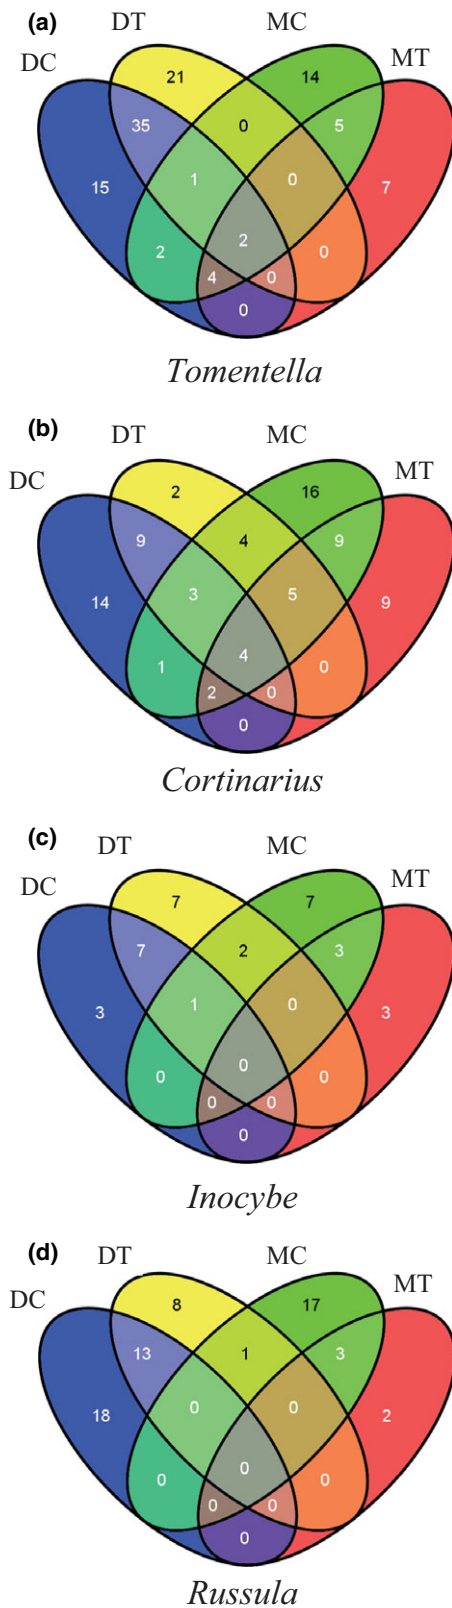 (a)
DT MC
DC MT
21 14
35 0 5
15 1 0 7
2 2 0
4 0
0
Tomentella
(b)
DT MC
DC MT
2 16
9 4 9
14 3 5 9
1 4 0
2 0
0
Cortinarius
(c)
DT MC
DC MT
7 7
7 2 3
3 1 0 3
0 0 0
0 0
0
Inocybe
(d)
DT MC
DC MT
8 17
13 1 3
18 0 0 2
0 0 0
0 0
0
Russula